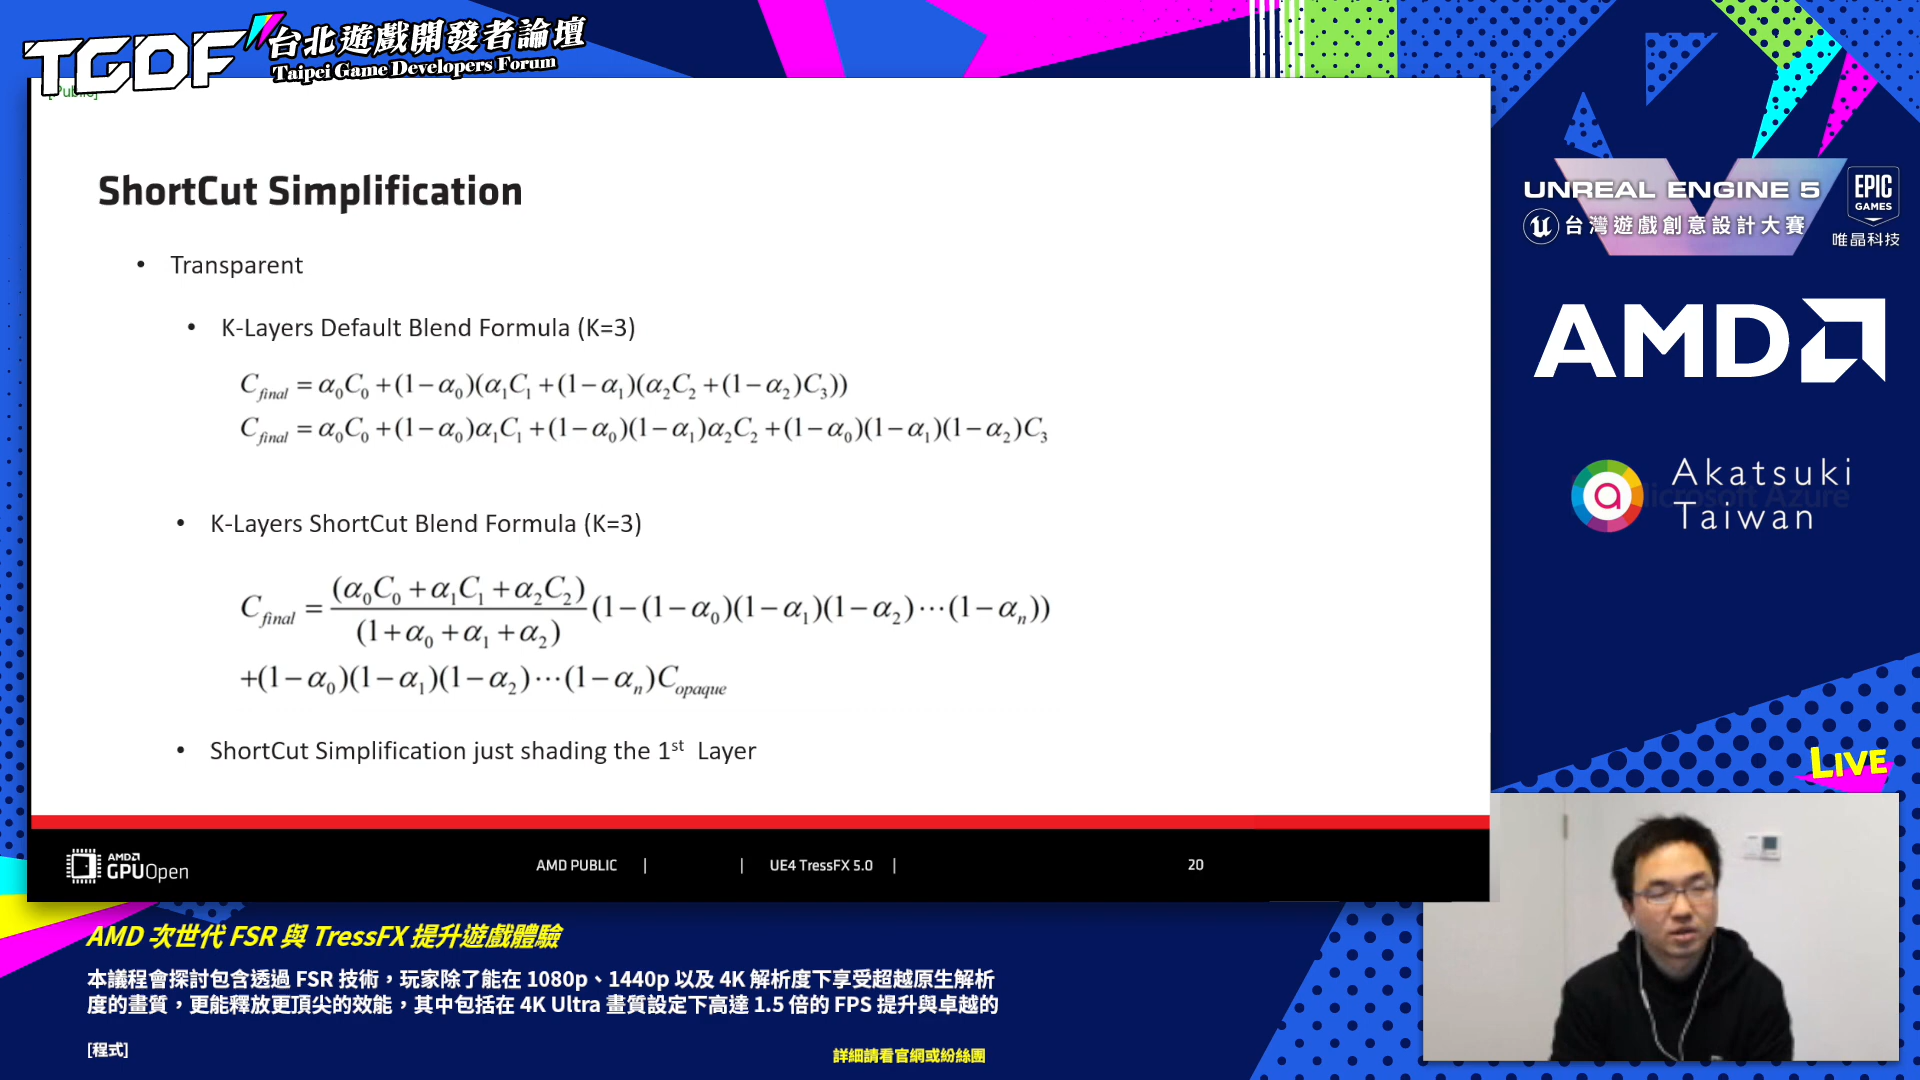 TGDF 台北遊戲開發者論壇
Taipei Game Developers Forum
[Public]
ShortCut Simplification
• Transparent
• K-Layers Default Blend Formula (K=3)
C_final = α₀C₀ + (1 − α₀)(α₁C₁ + (1 − α₁)(α₂C₂ + (1 − α₂)C₃))
C_final = α₀C₀ + (1 − α₀)α₁C₁ + (1 − α₀)(1 − α₁)α₂C₂ + (1 − α₀)(1 − α₁)(1 − α₂)C₃
• K-Layers ShortCut Blend Formula (K=3)
C_final = (α₀C₀ + α₁C₁ + α₂C₂) / (1 + α₀ + α₁ + α₂) (1 − (1 − α₀)(1 − α₁)(1 − α₂)⋯(1 − αₙ))
+(1 − α₀)(1 − α₁)(1 − α₂)⋯(1 − αₙ)C_opaque
• ShortCut Simplification just shading the 1st Layer
AMD
GPUOpen
AMD PUBLIC | | UE4 TressFX 5.0 | 20
UNREAL ENGINE 5
台灣遊戲創意設計大賽
EPIC
GAMES
唯晶科技
AMD
Akatsuki
Taiwan
Microsoft Azure
LIVE
AMD 次世代 FSR 與 TressFX 提升遊戲體驗
本議程會探討包含透過 FSR 技術，玩家除了能在 1080p、1440p 以及 4K 解析度下享受超越原生解析
度的畫質，更能釋放更頂尖的效能，其中包括在 4K Ultra 畫質設定下高達 1.5 倍的 FPS 提升與卓越的
[程式]
詳細請看官網或紛絲團